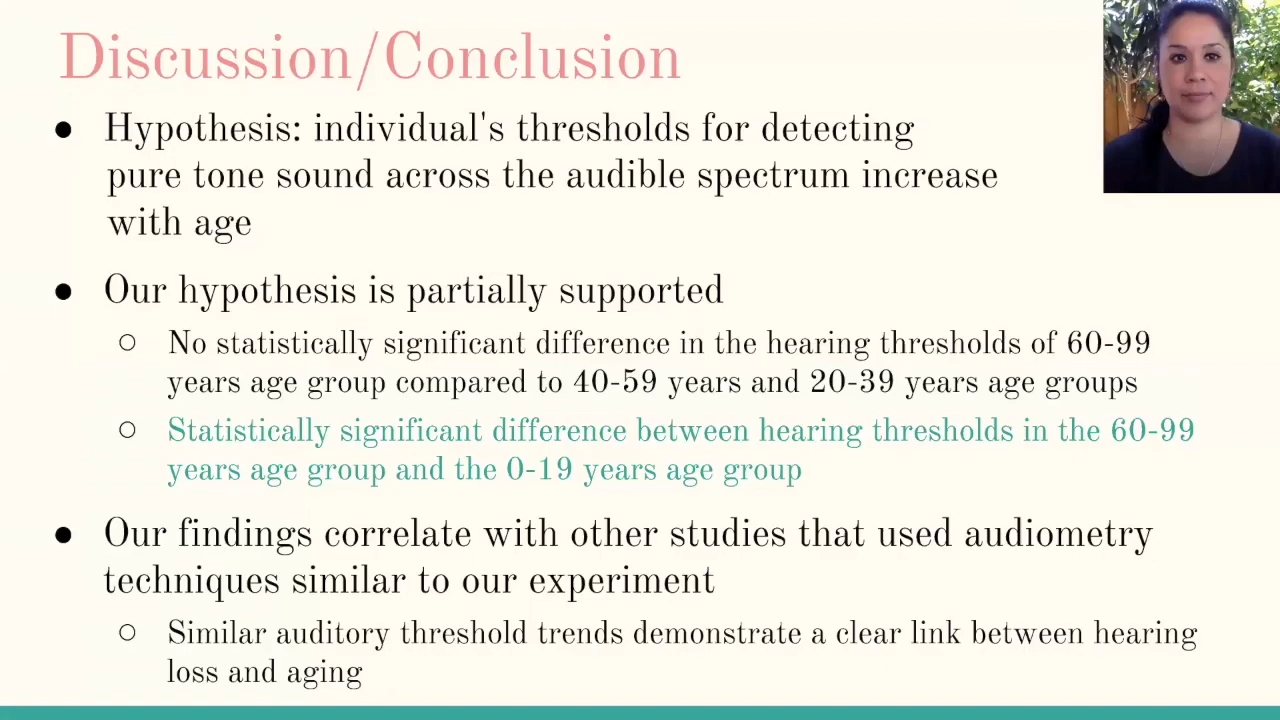 Discussion/Conclusion
● Hypothesis: individual's thresholds for detecting
pure tone sound across the audible spectrum increase
with age
● Our hypothesis is partially supported
○ No statistically significant difference in the hearing thresholds of 60-99
years age group compared to 40-59 years and 20-39 years age groups
○ Statistically significant difference between hearing thresholds in the 60-99
years age group and the 0-19 years age group
● Our findings correlate with other studies that used audiometry
techniques similar to our experiment
○ Similar auditory threshold trends demonstrate a clear link between hearing
loss and aging